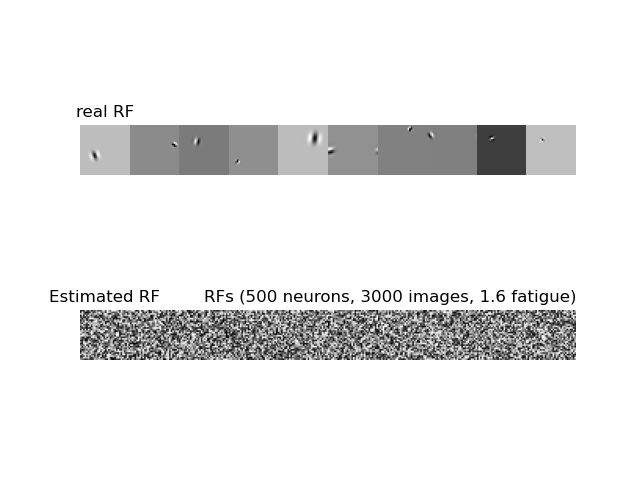 real RF
Estimated RF
RFs (500 neurons, 3000 images, 1.6 fatigue)